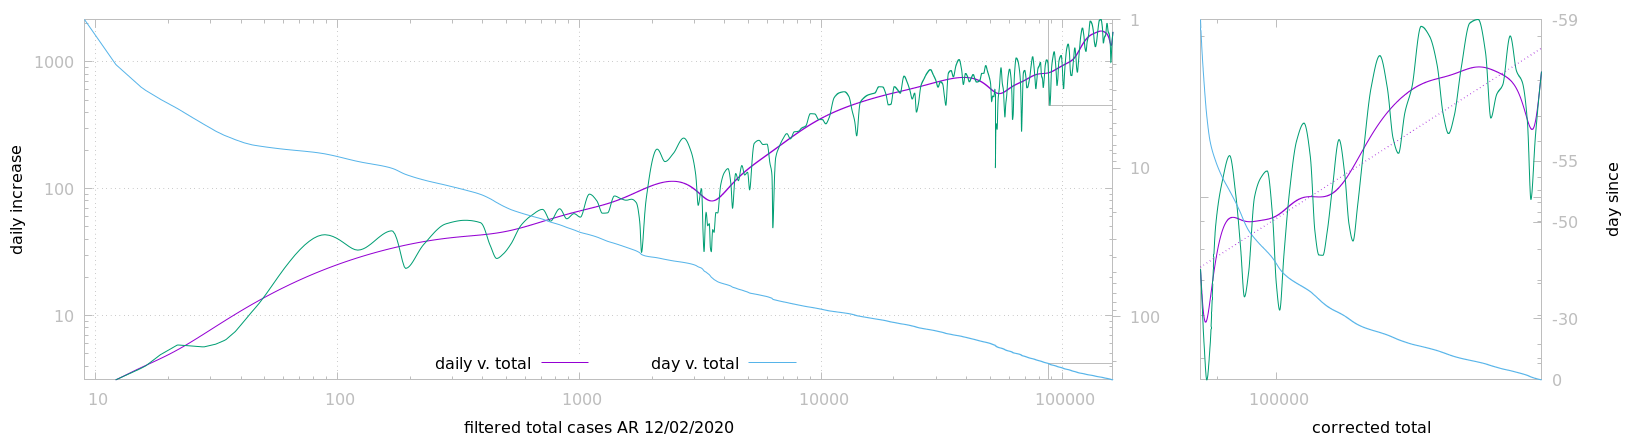 daily increase
1000
100
10
10
100
1000
10000
100000
1
10
100
daily v. total
day v. total
filtered total cases AR 12/02/2020
-59
-55
-50
-30
0
day since
100000
corrected total